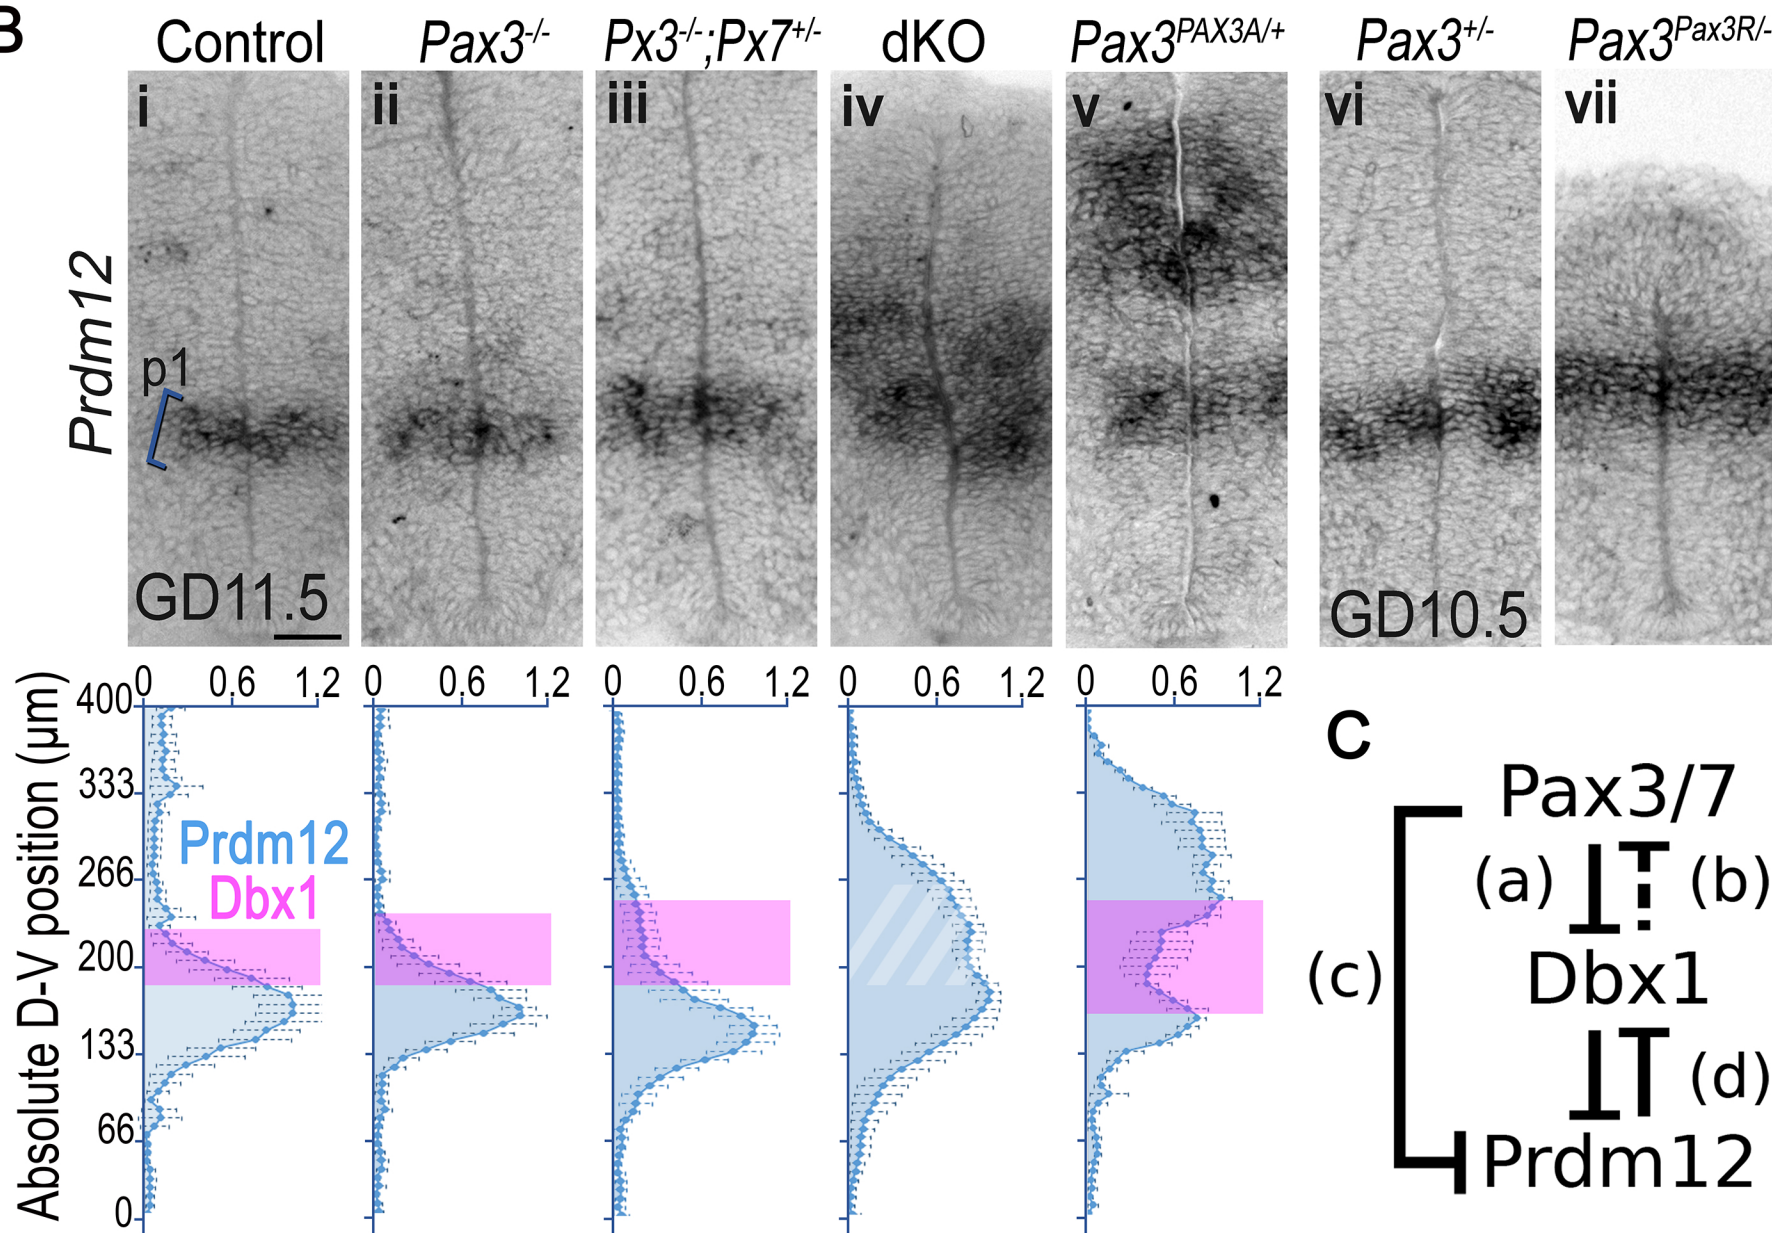 B
Control Pax3-/- Px3-/-;Px7+/- dKO Pax3PAX3A/+ Pax3+/- Pax3Pax3R/-
i ii iii iv v vi vii
Prdm12
p1
GD11.5 GD10.5
0 0.6 1.2 0 0.6 1.2 0 0.6 1.2 0 0.6 1.2 0 0.6 1.2
Absolute D-V position (µm)
400
333
266
200
133
66
0
Prdm12
Dbx1
C
Pax3/7
(a) (b)
(c) Dbx1
(d)
Prdm12